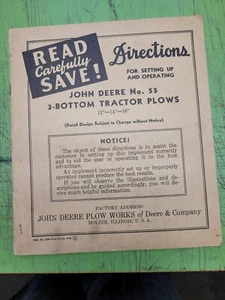 READ
Carefully
SAVE!
Directions
FOR SETTING UP
AND OPERATING
JOHN DEERE No. 55
3-BOTTOM TRACTOR PLOWS
12"—14"—16"
(Detail Design Subject to Change without Notice)
NOTICE!
The object of these directions is to assist the
customer in setting up this implement correctly
and to aid the user in operating it to the best
advantage.
An implement incorrectly set up or improperly
operated cannot produce the best results.
If you will observe the illustrations and de-
scriptions and be guided accordingly, you will de-
rive much helpful information.
FACTORY ADDRESS:
JOHN DEERE PLOW WORKS of Deere & Company
MOLINE, ILLINOIS, U. S. A.